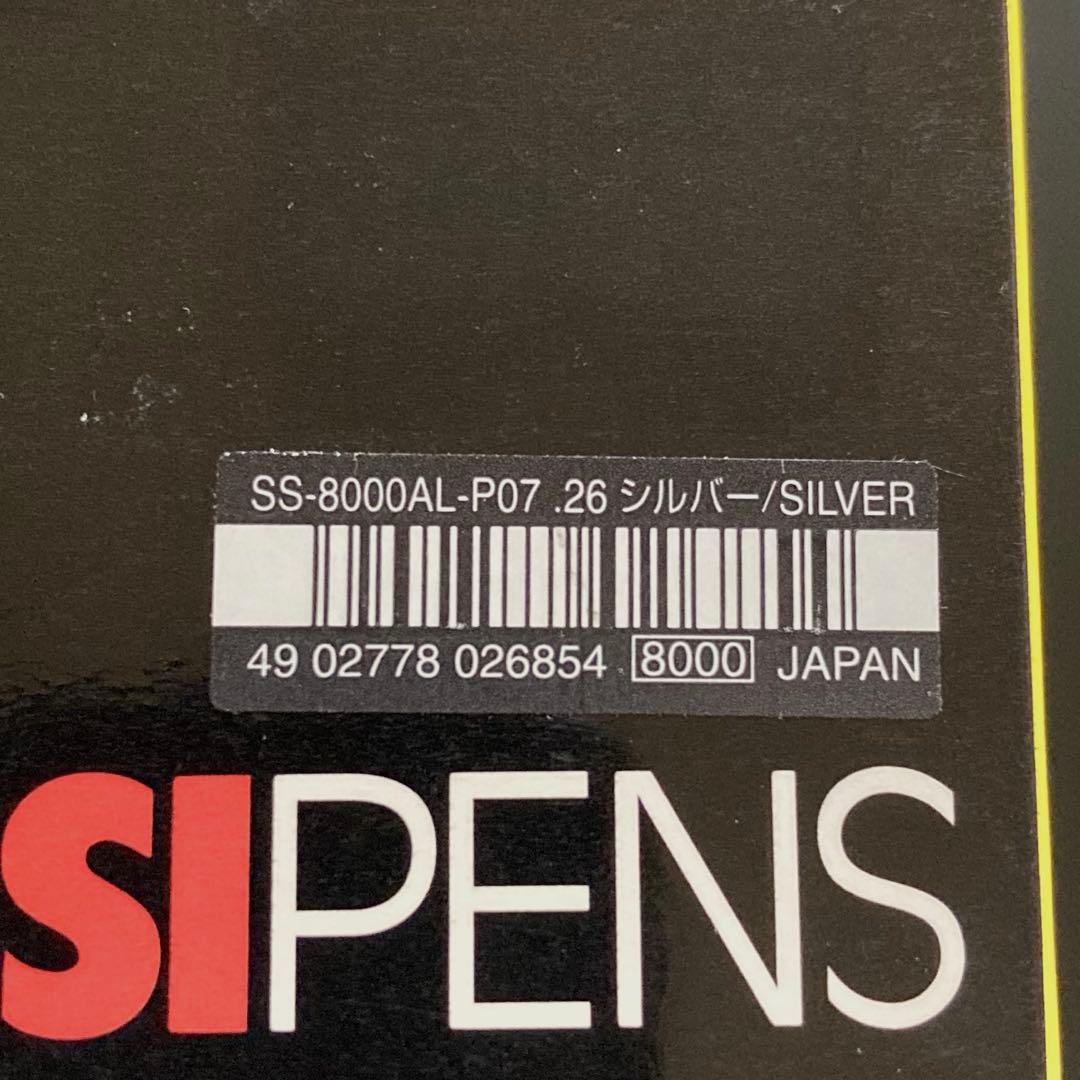 SS-8000AL-P07 .26 シルバー/SILVER
49 02778 026854 8000 JAPAN
SIPENS